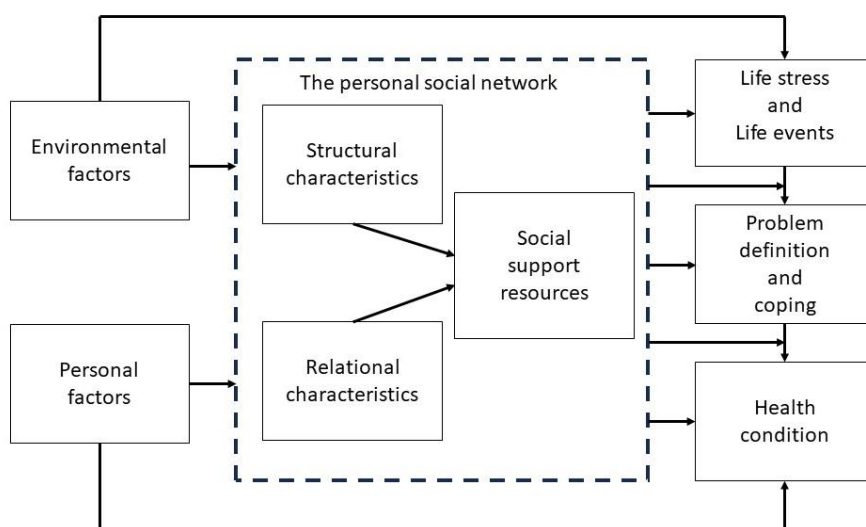 The personal social network
Environmental
factors
Structural
characteristics
Social
support
resources
Personal
factors
Relational
characteristics
Life stress
and
Life events
Problem
definition
and
coping
Health
condition